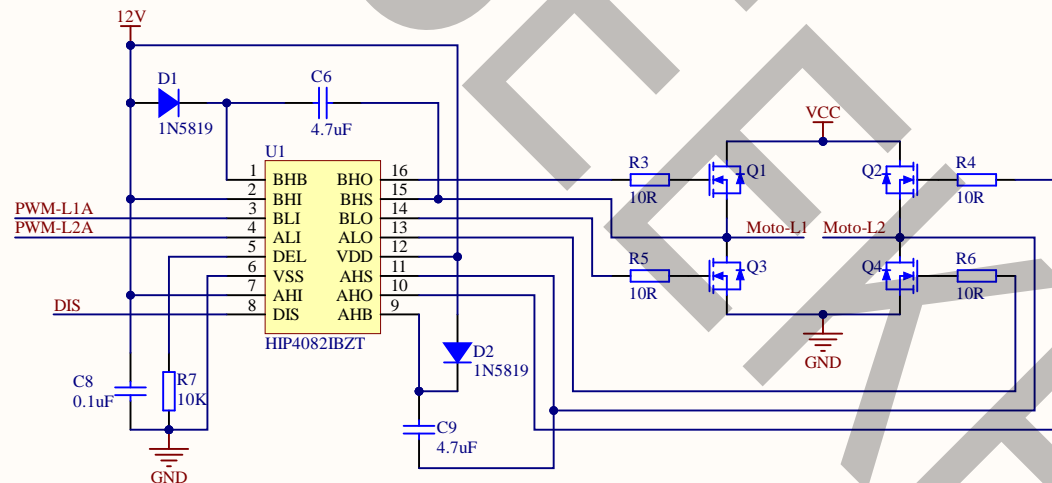 12V
D1
1N5819
C6
4.7uF
U1
1 BHB BHO 16
2 BHI BHS 15
3 BLI BLO 14
4 ALI ALO 13
5 DEL VDD 12
6 VSS AHS 11
7 AHI AHO 10
8 DIS AHB 9
HIP4082IBZT
PWM-L1A
PWM-L2A
DIS
C8
0.1uF
R7
10K
GND
D2
1N5819
C9
4.7uF
VCC
R3
10R
Q1
Q2
R4
10R
Moto-L1
Moto-L2
R5
10R
Q3
Q4
R6
10R
GND